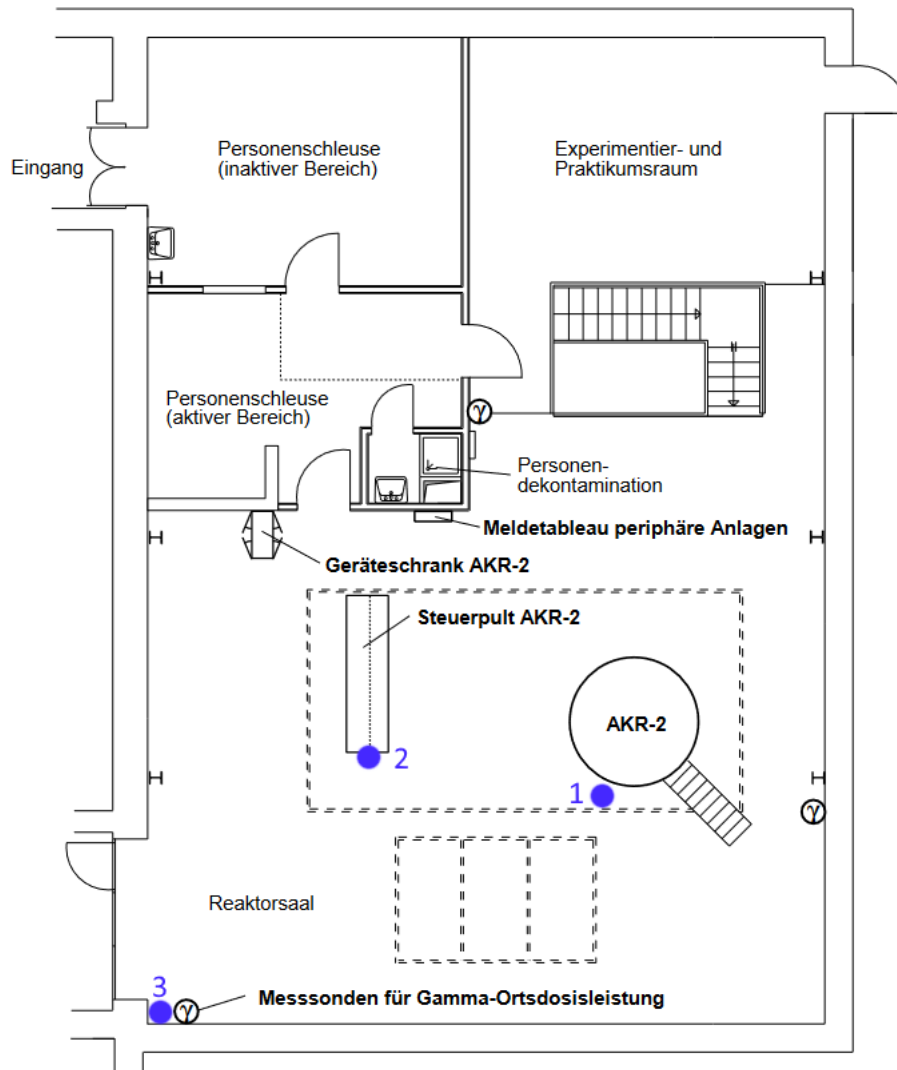 Eingang
Personenschleuse
(inaktiver Bereich)
Experimentier- und
Praktikumsraum
Personenschleuse
(aktiver Bereich)
γ
Personen-
dekontamination
Meldetableau periphäre Anlagen
Geräteschrank AKR-2
Steuerpult AKR-2
AKR-2
2
1
γ
Reaktorsaal
3
γ
Messsonden für Gamma-Ortsdosisleistung